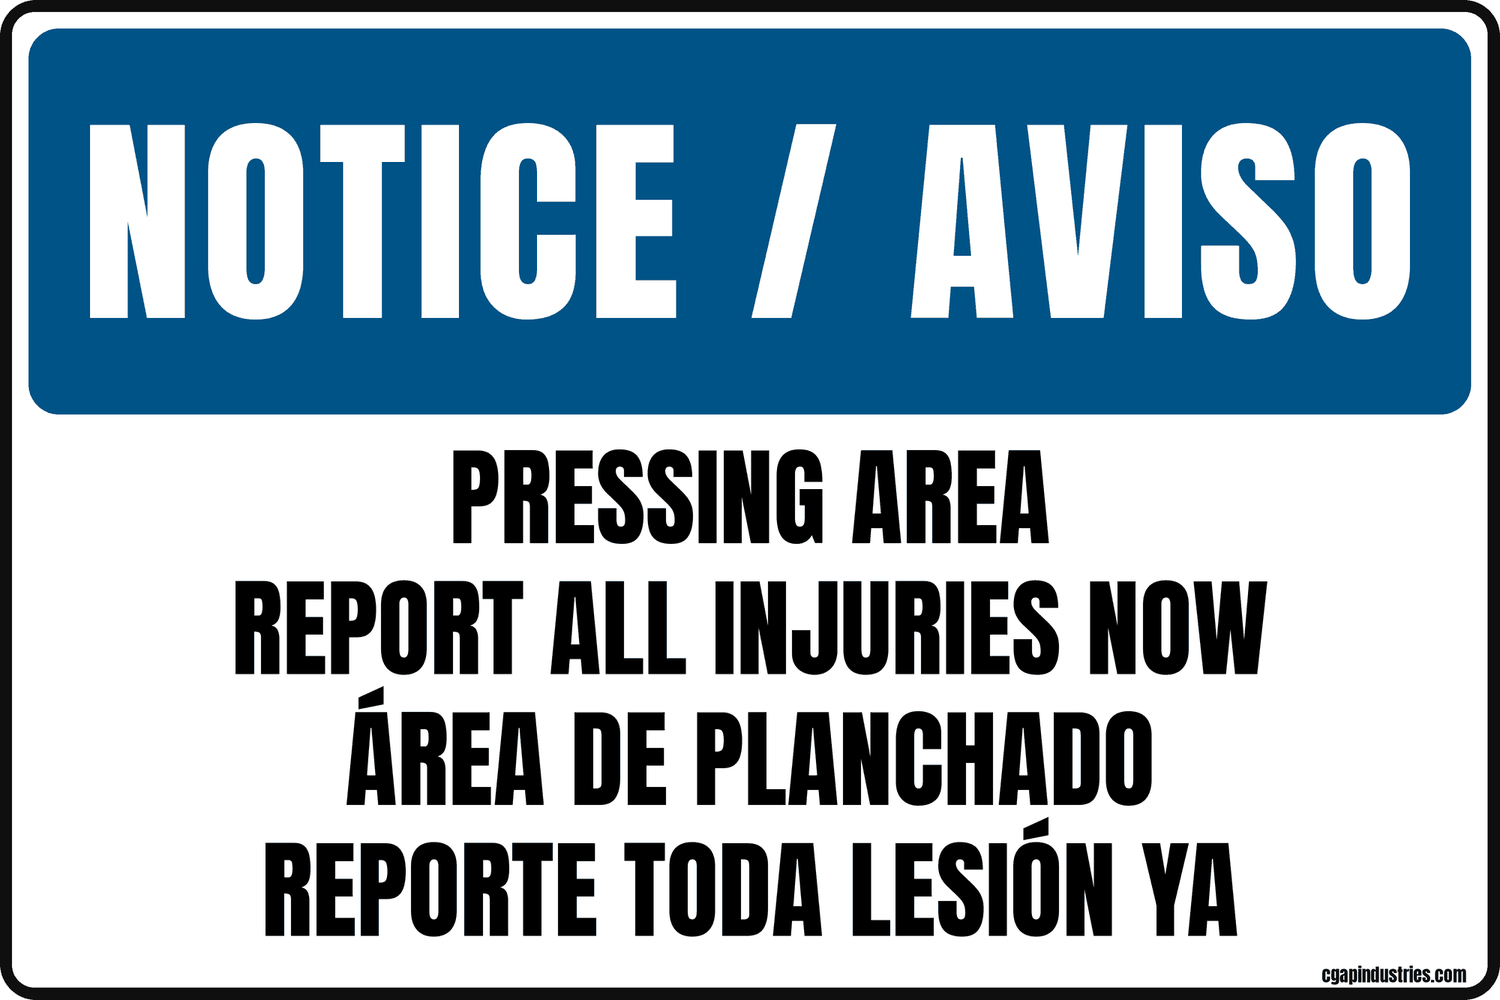 NOTICE / AVISO
PRESSING AREA
REPORT ALL INJURIES NOW
ÁREA DE PLANCHADO
REPORTE TODA LESIÓN YA
cgapindustries.com